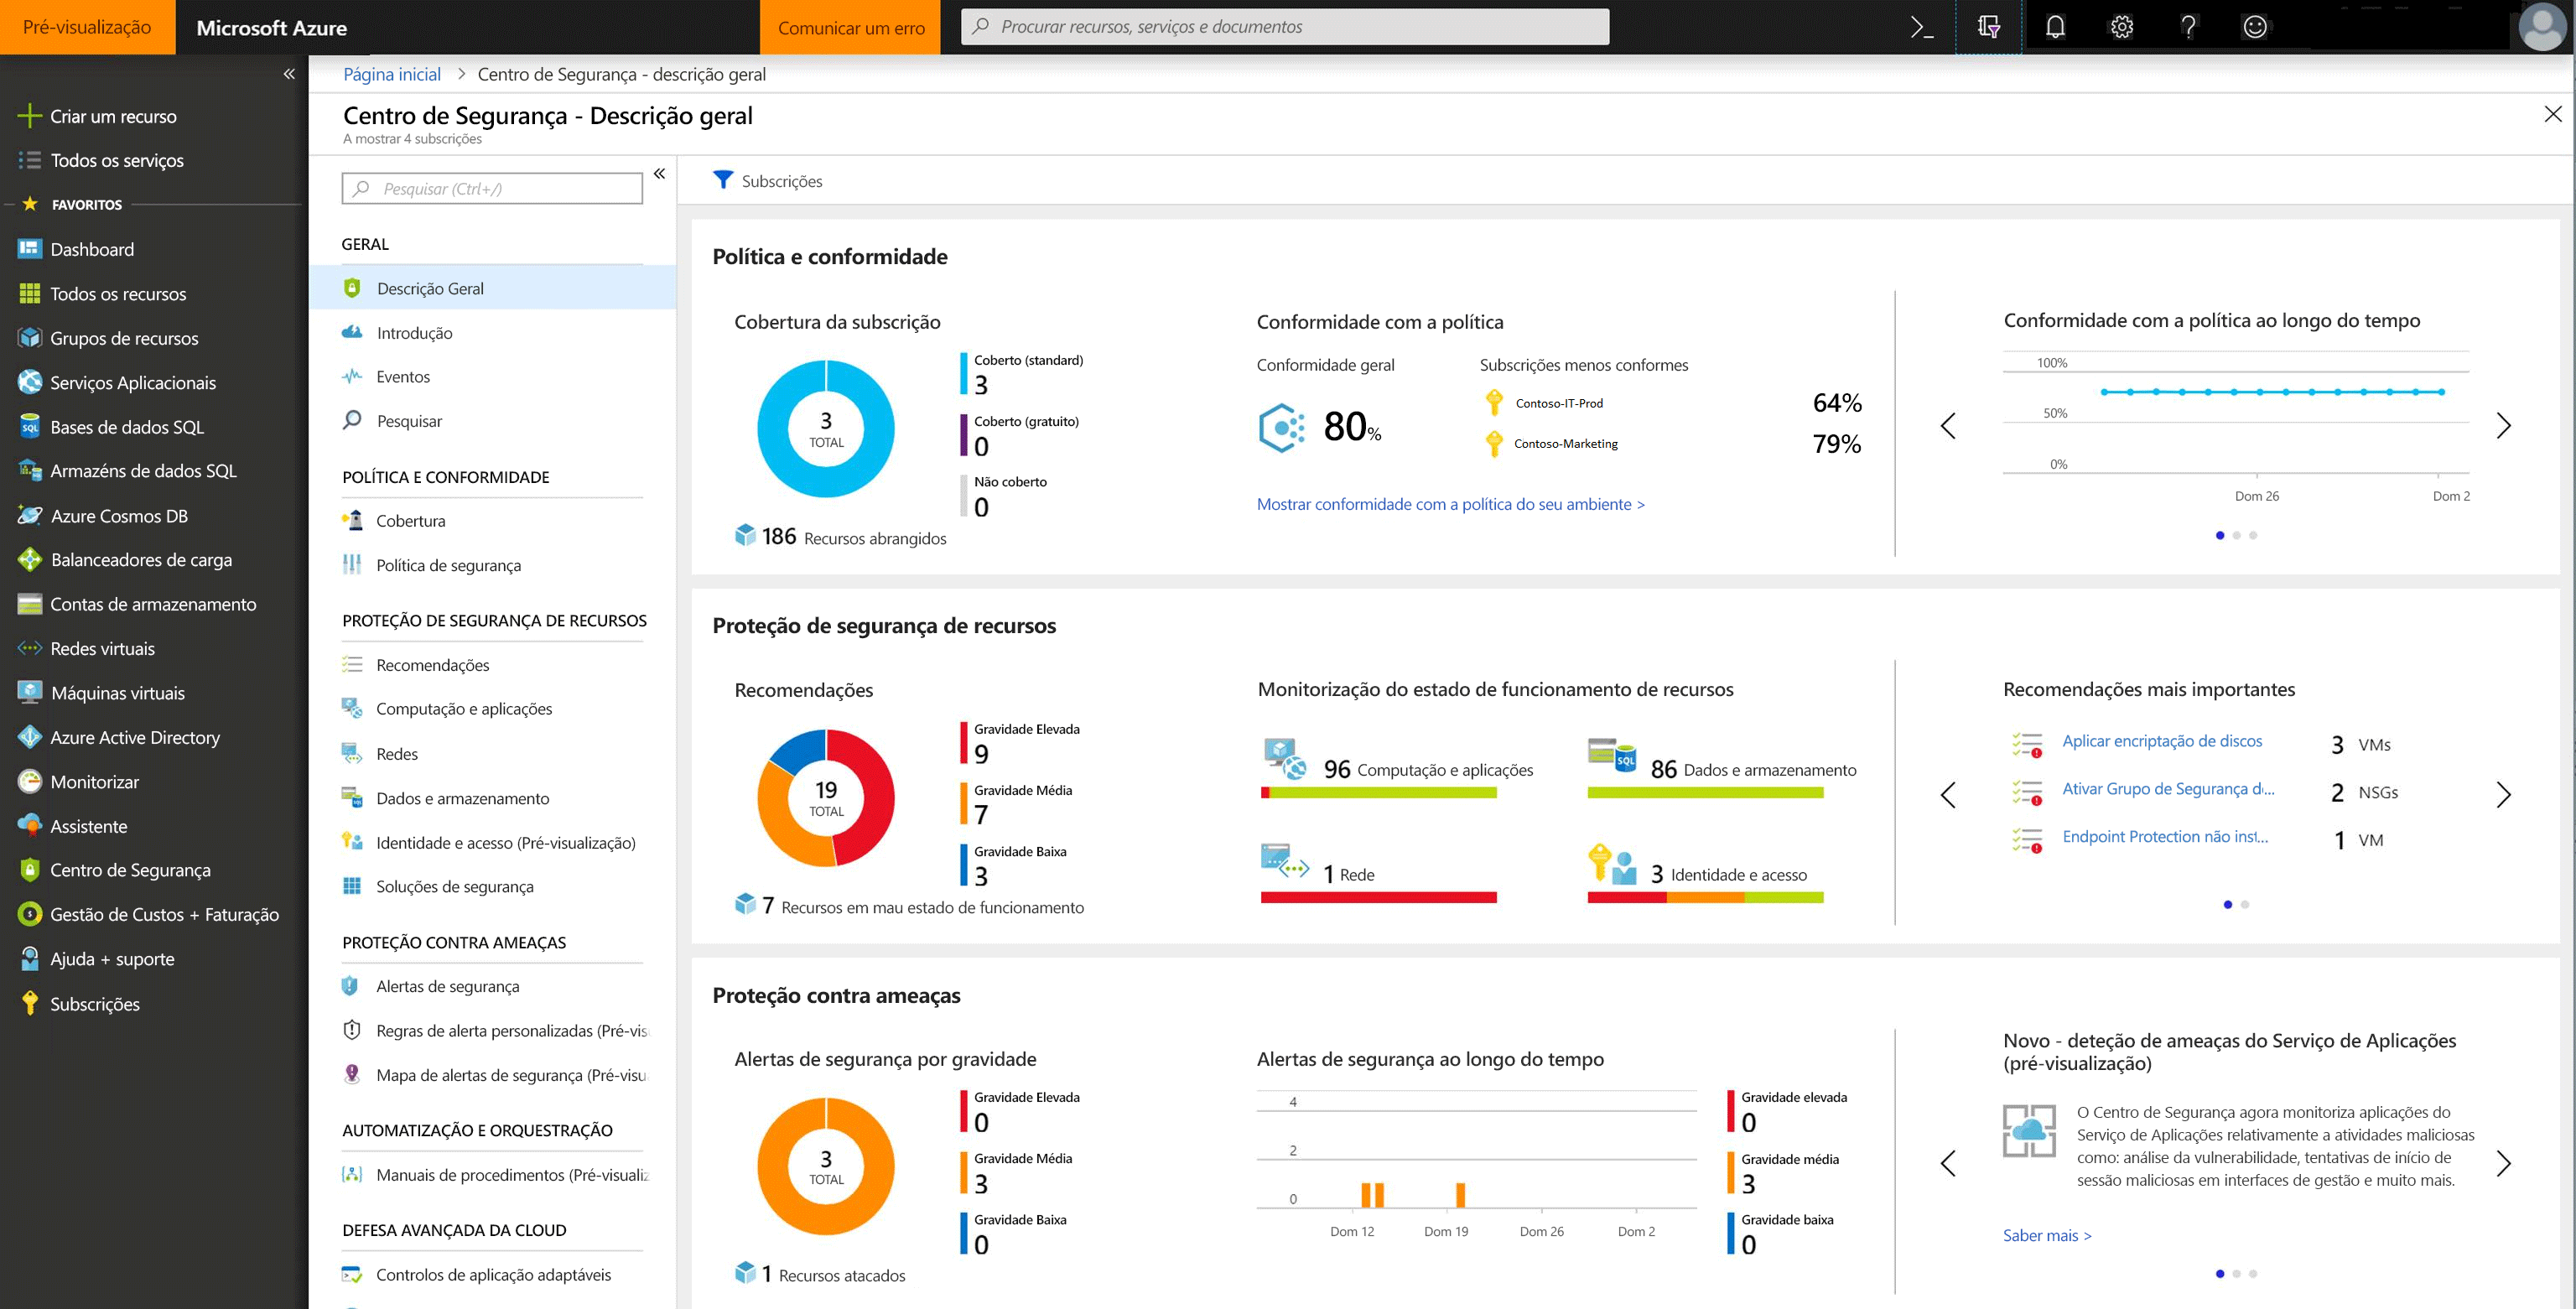 Pré-visualização
Microsoft Azure
Comunicar um erro
Procurar recursos, serviços e documentos
Criar um recurso
Todos os serviços
FAVORITOS
Dashboard
Todos os recursos
Grupos de recursos
Serviços Aplicacionais
Bases de dados SQL
Armazéns de dados SQL
Azure Cosmos DB
Balanceadores de carga
Contas de armazenamento
Redes virtuais
Máquinas virtuais
Azure Active Directory
Monitorizar
Assistente
Centro de Segurança
Gestão de Custos + Faturação
Ajuda + suporte
Subscrições
Página inicial > Centro de Segurança - descrição geral
Centro de Segurança - Descrição geral
A mostrar 4 subscrições
Pesquisar (Ctrl+/)
GERAL
Descrição Geral
Introdução
Eventos
Pesquisar
POLÍTICA E CONFORMIDADE
Cobertura
Política de segurança
PROTEÇÃO DE SEGURANÇA DE RECURSOS
Recomendações
Computação e aplicações
Redes
Dados e armazenamento
Identidade e acesso (Pré-visualização)
Soluções de segurança
PROTEÇÃO CONTRA AMEAÇAS
Alertas de segurança
Regras de alerta personalizadas (Pré-vis
Mapa de alertas de segurança (Pré-visu
AUTOMATIZAÇÃO E ORQUESTRAÇÃO
Manuais de procedimentos (Pré-visualiz
DEFESA AVANÇADA DA CLOUD
Controlos de aplicação adaptáveis
Subscrições
Política e conformidade
Cobertura da subscrição
3
TOTAL
Coberto (standard)
3
Coberto (gratuito)
0
Não coberto
0
186 Recursos abrangidos
Conformidade com a política
Conformidade geral
80%
Subscrições menos conformes
Contoso-IT-Prod 64%
Contoso-Marketing 79%
Mostrar conformidade com a política do seu ambiente >
Conformidade com a política ao longo do tempo
100%
50%
0%
Dom 26 Dom 2
Proteção de segurança de recursos
Recomendações
19
TOTAL
Gravidade Elevada
9
Gravidade Média
7
Gravidade Baixa
3
7 Recursos em mau estado de funcionamento
Monitorização do estado de funcionamento de recursos
SQL
96 Computação e aplicações
86 Dados e armazenamento
1 Rede
3 Identidade e acesso
Recomendações mais importantes
Aplicar encriptação de discos 3 VMs
Ativar Grupo de Segurança d... 2 NSGs
Endpoint Protection não inst... 1 VM
Proteção contra ameaças
Alertas de segurança por gravidade
3
TOTAL
Gravidade Elevada
0
Gravidade Média
3
Gravidade Baixa
0
1 Recursos atacados
Alertas de segurança ao longo do tempo
4
2
0
Dom 12 Dom 19 Dom 26 Dom 2
Gravidade elevada
0
Gravidade média
3
Gravidade baixa
0
Novo - deteção de ameaças do Serviço de Aplicações
(pré-visualização)
O Centro de Segurança agora monitoriza aplicações do
Serviço de Aplicações relativamente a atividades maliciosas
como: análise da vulnerabilidade, tentativas de início de
sessão maliciosas em interfaces de gestão e muito mais.
Saber mais >